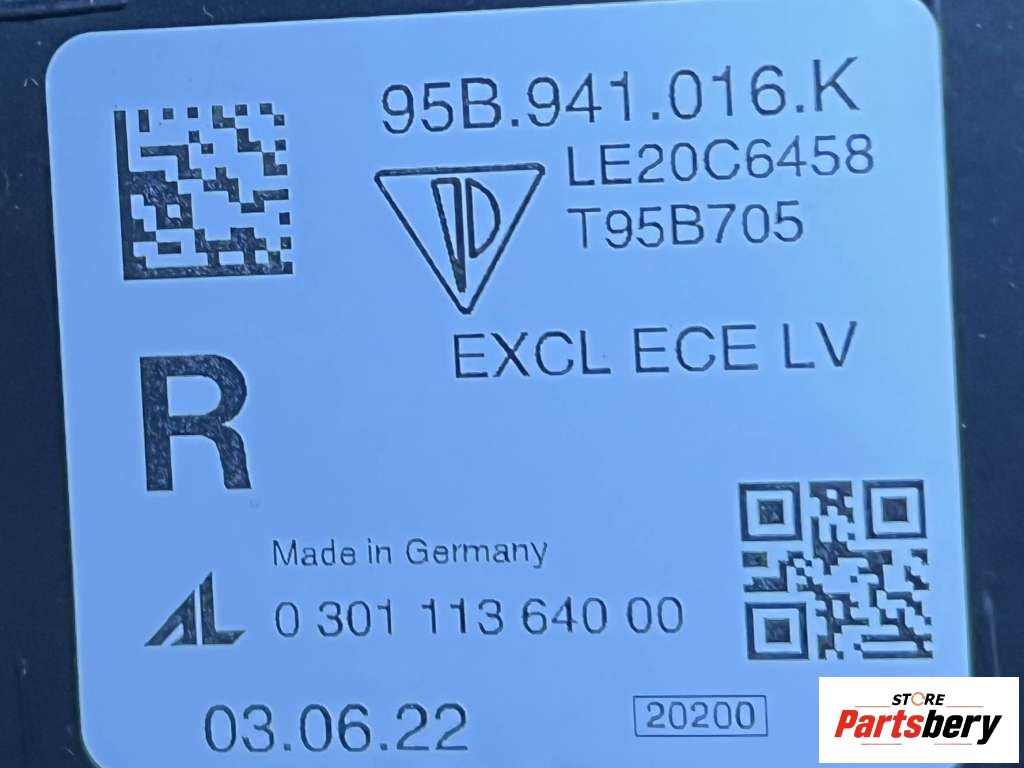 95B.941.016.K
LE20C6458
T95B705
EXCL ECE LV
R
Made in Germany
AL 0 301 113 640 00
03.06.22
20200
STORE
Partsbery